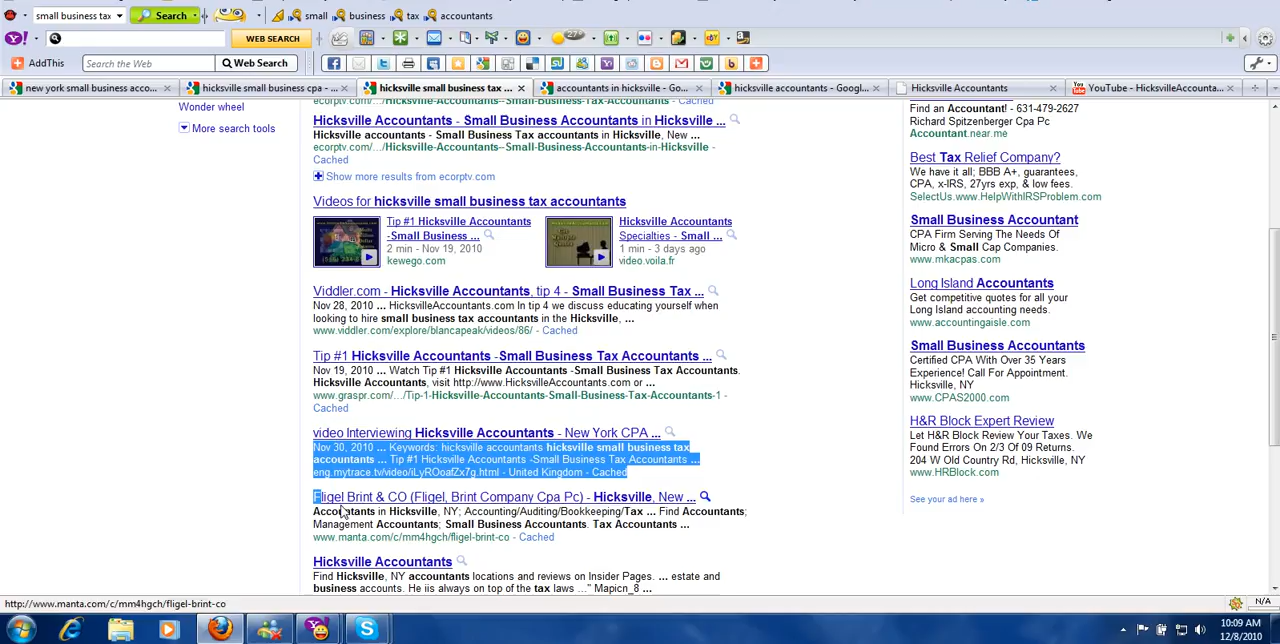 small business tax
Search
small
business
tax
accountants
WEB SEARCH
27°
AddThis
Search the Web
Web Search
new york small business acco...
hicksville small business cpa - ...
hicksville small business tax ...
accountants in hicksville - Go...
hicksville accountants - Googl...
Hicksville Accountants
YouTube - HicksvilleAccounta...
Wonder wheel
More search tools
ecorptv.com/.../Hicksville-Accountants--Small-Business-Tax-Accountants - Cached
Hicksville Accountants - Small Business Accountants in Hicksville ...
Hicksville accountants - Small Business Tax accountants in Hicksville, New ...
ecorptv.com/.../Hicksville-Accountants--Small-Business-Accountants-in-Hicksville -
Cached
Show more results from ecorptv.com
Videos for hicksville small business tax accountants
Tip #1 Hicksville Accountants
-Small Business ...
2 min - Nov 19, 2010
kewego.com
Hicksville Accountants
Specialties - Small ...
1 min - 3 days ago
video.voila.fr
Viddler.com - Hicksville Accountants, tip 4 - Small Business Tax ...
Nov 28, 2010 ... HicksvilleAccountants.com In tip 4 we discuss educating yourself when
looking to hire small business tax accountants in the Hicksville, ...
www.viddler.com/explore/blancapeak/videos/86/ - Cached
Tip #1 Hicksville Accountants -Small Business Tax Accountants ...
Nov 19, 2010 ... Watch Tip #1 Hicksville Accountants -Small Business Tax Accountants.
Hicksville Accountants, visit http://www.HicksvilleAccountants.com or ...
www.graspr.com/.../Tip-1-Hicksville-Accountants-Small-Business-Tax-Accountants-1 -
Cached
video Interviewing Hicksville Accountants - New York CPA ...
Nov 30, 2010 ... Keywords: hicksville accountants hicksville small business tax
accountants ... Tip #1 Hicksville Accountants -Small Business Tax Accountants ...
eng.mytrace.tv/video/iLyROoafZx7g.html - United Kingdom - Cached
Fligel Brint & CO (Fligel, Brint Company Cpa Pc) - Hicksville, New ...
Accountants in Hicksville, NY; Accounting/Auditing/Bookkeeping/Tax ... Find Accountants;
Management Accountants; Small Business Accountants. Tax Accountants ...
www.manta.com/c/mm4hgch/fligel-brint-co - Cached
Hicksville Accountants
Find Hicksville, NY accountants locations and reviews on Insider Pages. ... estate and
business accounts. He iis always on top of the tax laws ..." Mapicn_8 ...
Find an Accountant! - 631-479-2627
Richard Spitzenberger Cpa Pc
Accountant.near.me
Best Tax Relief Company?
We have it all; BBB A+, guarantees,
CPA, x-IRS, 27yrs exp, & low fees.
SelectUs.www.HelpWithIRSProblem.com
Small Business Accountant
CPA Firm Serving The Needs Of
Micro & Small Cap Companies.
www.mkacpas.com
Long Island Accountants
Get competitive quotes for all your
Long Island accounting needs.
www.accountingaisle.com
Small Business Accountants
Certified CPA With Over 35 Years
Experience! Call For Appointment.
Hicksville, NY
www.CPAS2000.com
H&R Block Expert Review
Let H&R Block Review Your Taxes. We
Found Errors On 2/3 Of 09 Returns.
204 W Old Country Rd, Hicksville, NY
www.HRBlock.com
See your ad here »
http://www.manta.com/c/mm4hgch/fligel-brint-co
N/A
10:09 AM
12/8/2010